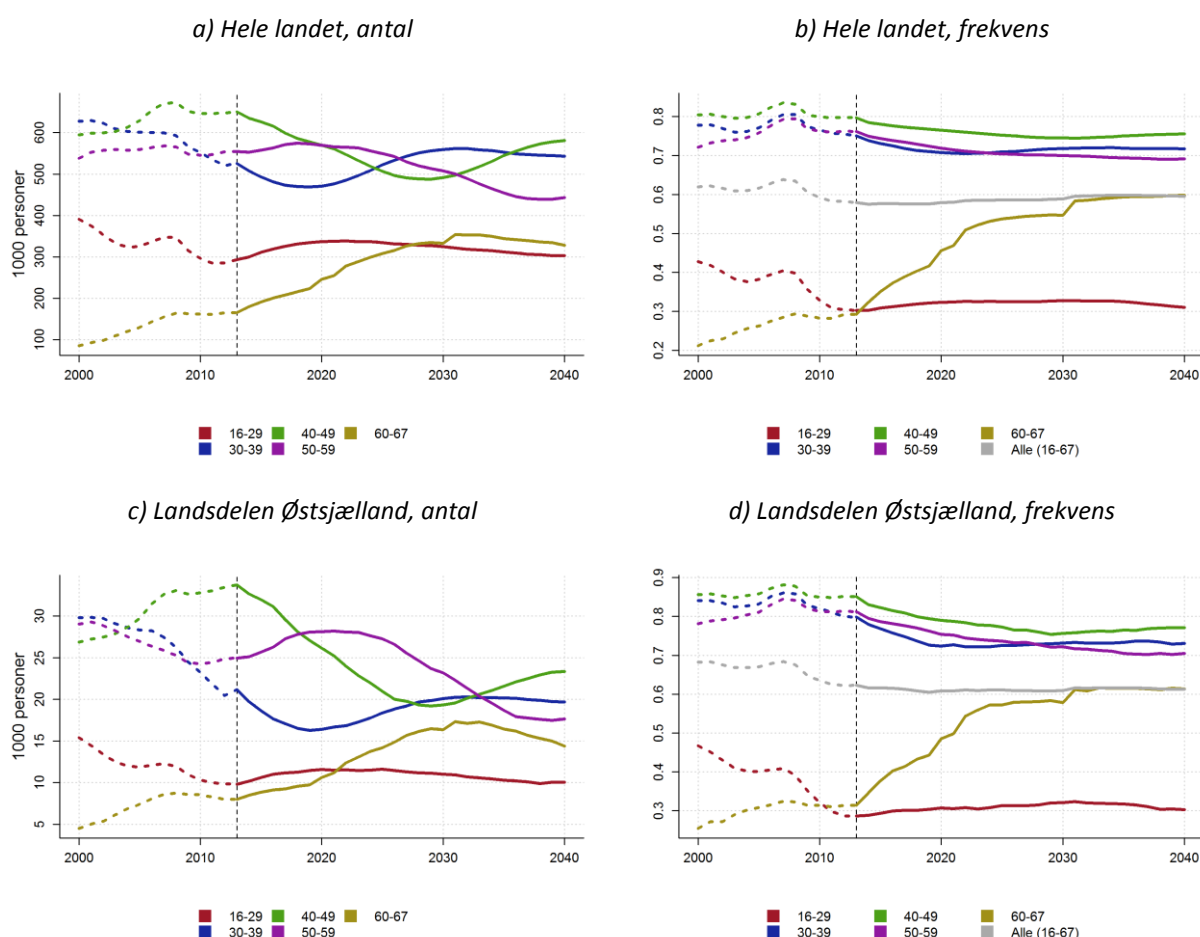 a) Hele landet, antal
1000 personer
600
500
400
300
200
100
2000 2010 2020 2030 2040
16-29 40-49 60-67
30-39 50-59
b) Hele landet, frekvens
0.8
0.7
0.6
0.5
0.4
0.3
0.2
2000 2010 2020 2030 2040
16-29 40-49 60-67
30-39 50-59 Alle (16-67)
c) Landsdelen Østsjælland, antal
1000 personer
30
25
20
15
10
5
2000 2010 2020 2030 2040
16-29 40-49 60-67
30-39 50-59
d) Landsdelen Østsjælland, frekvens
0.9
0.8
0.7
0.6
0.5
0.4
0.3
2000 2010 2020 2030 2040
16-29 40-49 60-67
30-39 50-59 Alle (16-67)